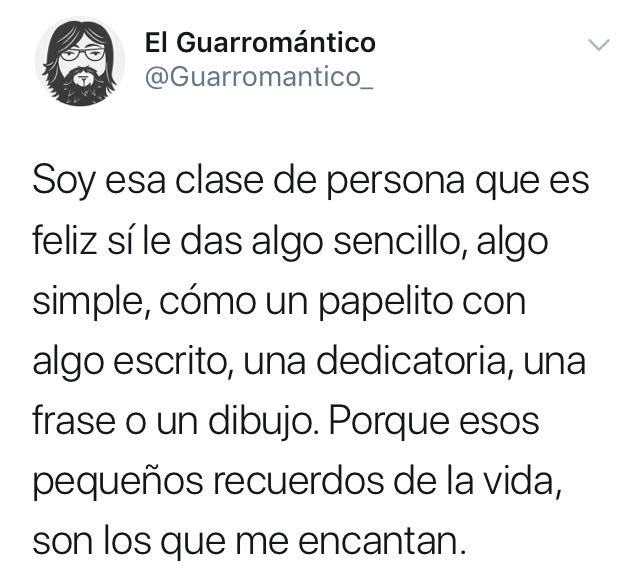 El Guarromántico
@Guarromantico_
Soy esa clase de persona que es
feliz sí le das algo sencillo, algo
simple, cómo un papelito con
algo escrito, una dedicatoria, una
frase o un dibujo. Porque esos
pequeños recuerdos de la vida,
son los que me encantan.